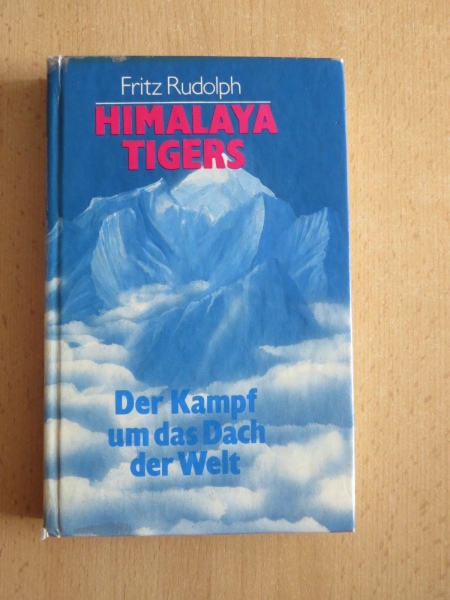 Fritz Rudolph
HIMALAYA
TIGERS
Der Kampf
um das Dach
der Welt